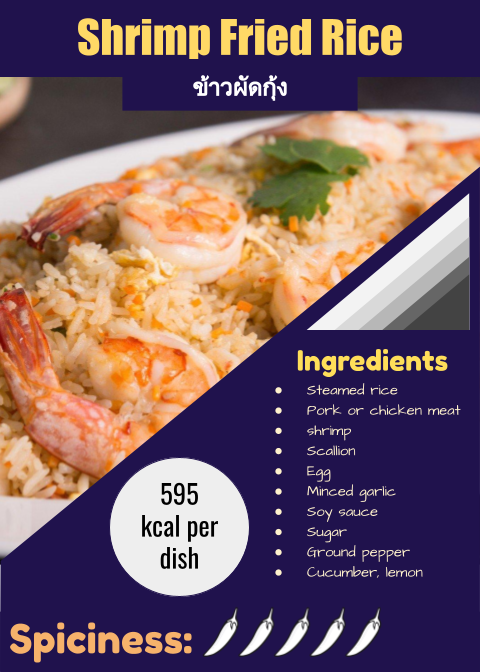 Shrimp Fried Rice
ข้าวผัดกุ้ง
Ingredients
Steamed rice
Pork or chicken meat
shrimp
Scallion
Egg
Minced garlic
Soy sauce
Sugar
Ground pepper
Cucumber, lemon
595
kcal per
dish
Spiciness: